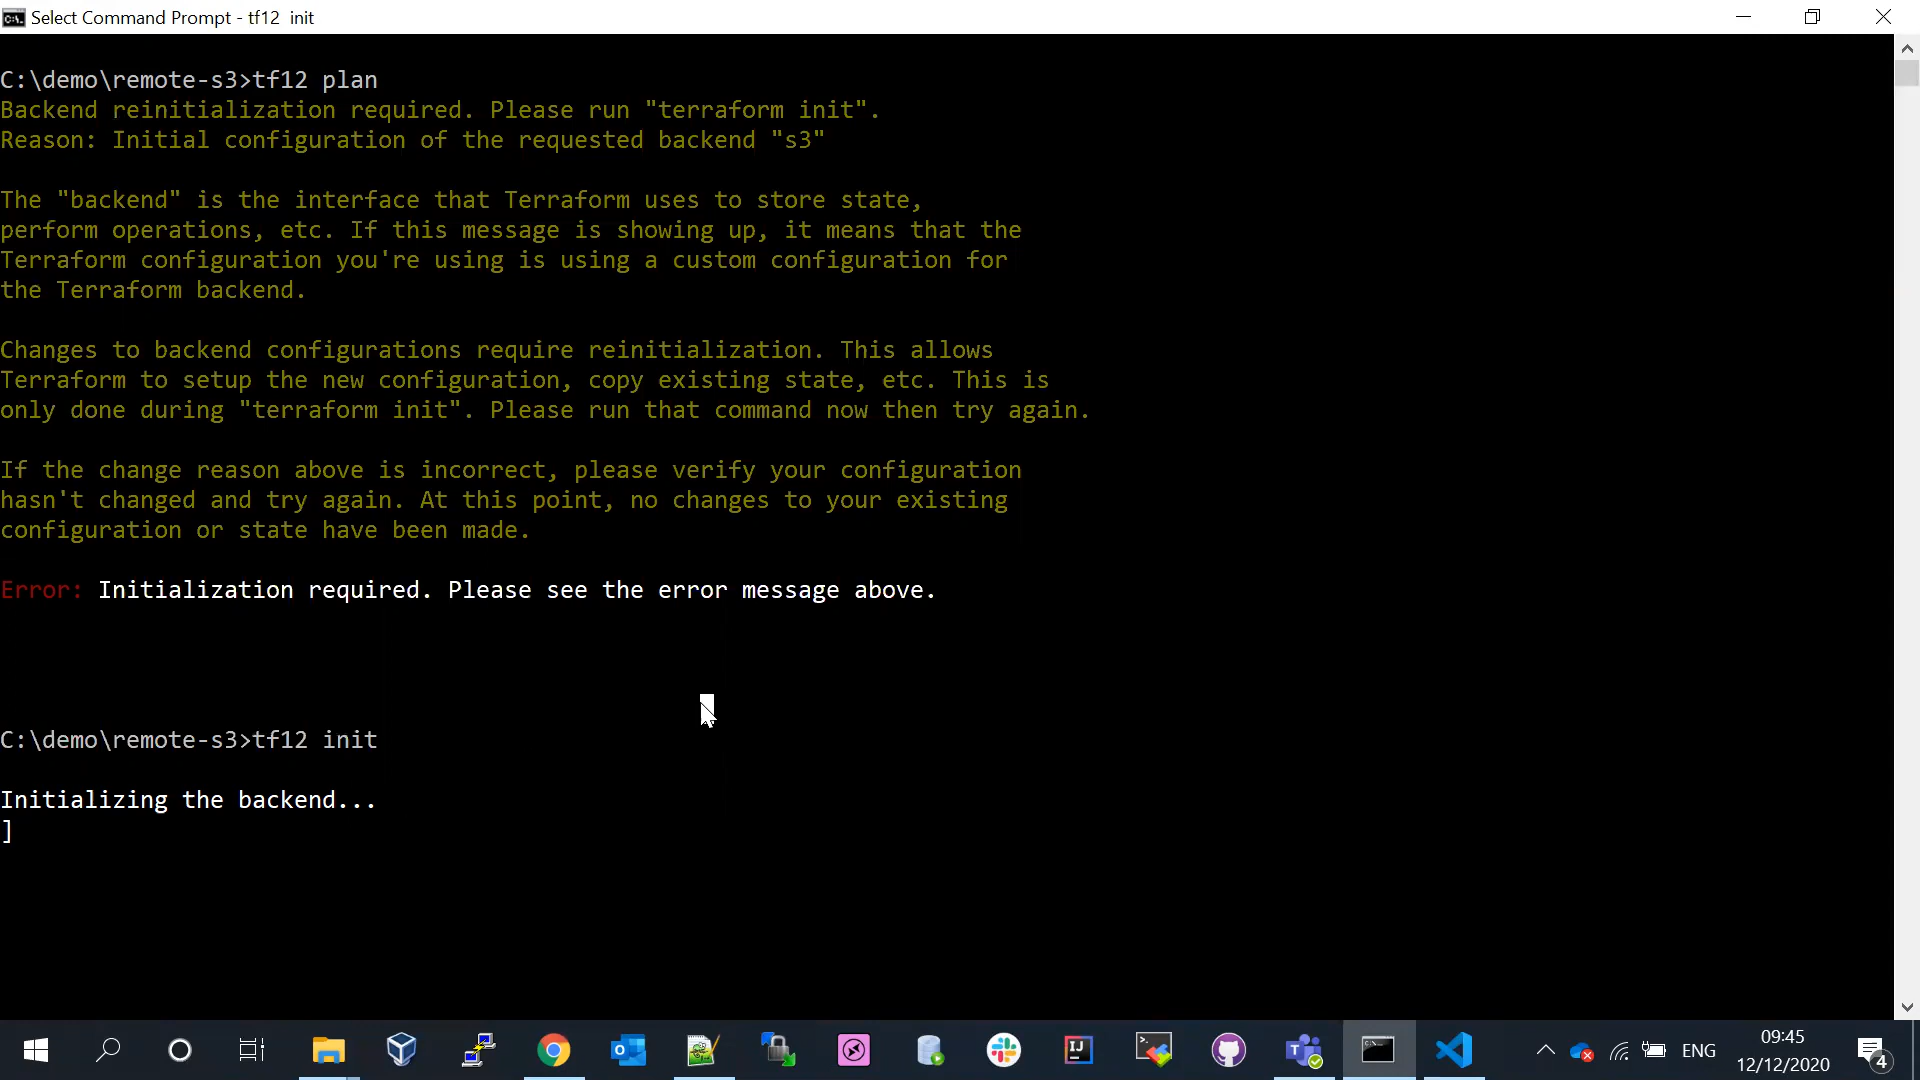 Select Command Prompt - tf12  init
C:\demo\remote-s3>tf12 plan
Backend reinitialization required. Please run "terraform init".
Reason: Initial configuration of the requested backend "s3"
The "backend" is the interface that Terraform uses to store state,
perform operations, etc. If this message is showing up, it means that the
Terraform configuration you're using is using a custom configuration for
the Terraform backend.
Changes to backend configurations require reinitialization. This allows
Terraform to setup the new configuration, copy existing state, etc. This is
only done during "terraform init". Please run that command now then try again.
If the change reason above is incorrect, please verify your configuration
hasn't changed and try again. At this point, no changes to your existing
configuration or state have been made.
Error: Initialization required. Please see the error message above.
C:\demo\remote-s3>tf12 init
Initializing the backend...
]
ENG
09:45
12/12/2020
4